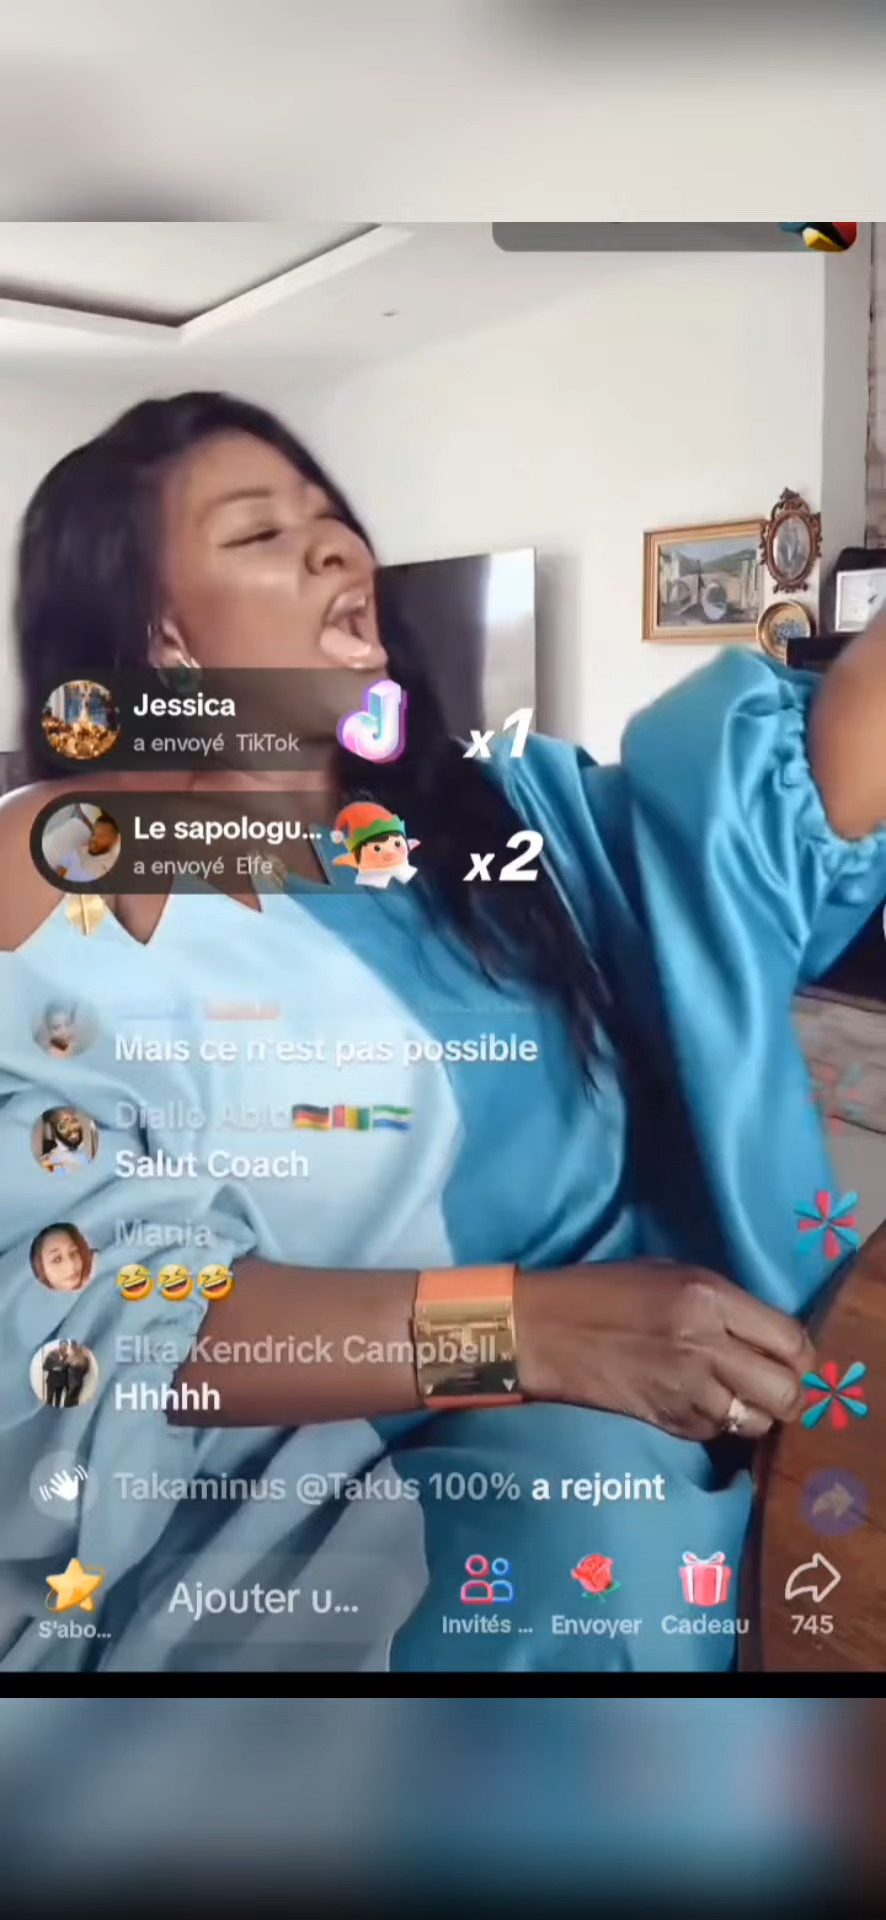 Jessica
a envoyé TikTok
x1
Le sapologu...
a envoyé Elfe
x2
Mais ce n'est pas possible
Diallo
Salut Coach
Mania
🤣🤣🤣
Elka Kendrick Campbell
Hhhhh
Takaminus @Takus 100% a rejoint
Ajouter u...
S'abo...
Invités ...
Envoyer
Cadeau
745